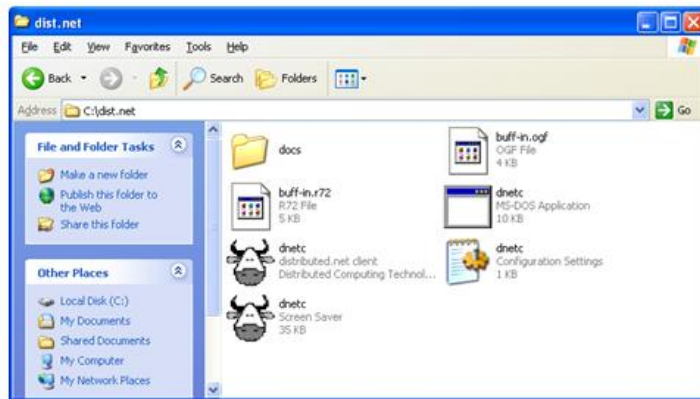 dist.net
File Edit View Favorites Tools Help
Back Search Folders
Address C:\dist.net Go
File and Folder Tasks
Make a new folder
Publish this folder to
the Web
Share this folder
Other Places
Local Disk (C:)
My Documents
Shared Documents
My Computer
My Network Places
docs
buff-in.ogf
OGF File
4 KB
buff-in.r72
R72 File
5 KB
dnetc
MS-DOS Application
10 KB
dnetc
distributed.net client
Distributed Computing Technol...
dnetc
Configuration Settings
1 KB
dnetc
Screen Saver
35 KB